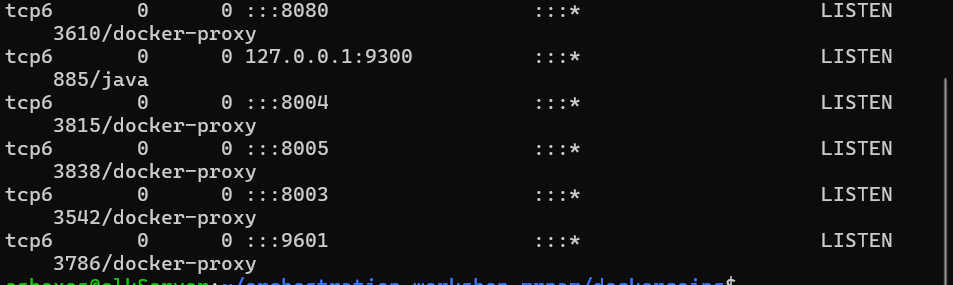 tcp6       0      0 :::8080                 :::*                    LISTEN
    3610/docker-proxy
tcp6       0      0 127.0.0.1:9300          :::*                    LISTEN
    885/java
tcp6       0      0 :::8004                 :::*                    LISTEN
    3815/docker-proxy
tcp6       0      0 :::8005                 :::*                    LISTEN
    3838/docker-proxy
tcp6       0      0 :::8003                 :::*                    LISTEN
    3542/docker-proxy
tcp6       0      0 :::9601                 :::*                    LISTEN
    3786/docker-proxy